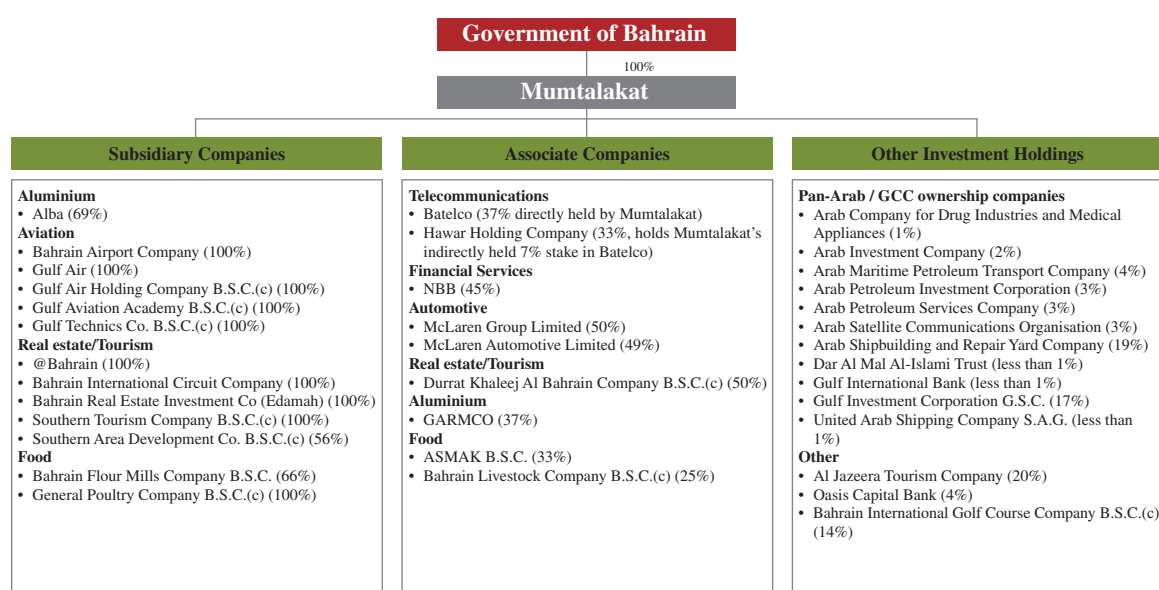 Government of Bahrain
100%
Mumtalakat
Subsidiary Companies
Aluminium
• Alba (69%)
Aviation
• Bahrain Airport Company (100%)
• Gulf Air (100%)
• Gulf Air Holding Company B.S.C.(c) (100%)
• Gulf Aviation Academy B.S.C.(c) (100%)
• Gulf Technics Co. B.S.C.(c) (100%)
Real estate/Tourism
• @Bahrain (100%)
• Bahrain International Circuit Company (100%)
• Bahrain Real Estate Investment Co (Edamah) (100%)
• Southern Tourism Company B.S.C.(c) (100%)
• Southern Area Development Co. B.S.C.(c) (56%)
Food
• Bahrain Flour Mills Company B.S.C. (66%)
• General Poultry Company B.S.C.(c) (100%)
Associate Companies
Telecommunications
• Batelco (37% directly held by Mumtalakat)
• Hawar Holding Company (33%, holds Mumtalakat’s
indirectly held 7% stake in Batelco)
Financial Services
• NBB (45%)
Automotive
• McLaren Group Limited (50%)
• McLaren Automotive Limited (49%)
Real estate/Tourism
• Durrat Khaleej Al Bahrain Company B.S.C.(c) (50%)
Aluminium
• GARMCO (37%)
Food
• ASMAK B.S.C. (33%)
• Bahrain Livestock Company B.S.C.(c) (25%)
Other Investment Holdings
Pan-Arab / GCC ownership companies
• Arab Company for Drug Industries and Medical
Appliances (1%)
• Arab Investment Company (2%)
• Arab Maritime Petroleum Transport Company (4%)
• Arab Petroleum Investment Corporation (3%)
• Arab Petroleum Services Company (3%)
• Arab Satellite Communications Organisation (3%)
• Arab Shipbuilding and Repair Yard Company (19%)
• Dar Al Mal Al-Islami Trust (less than 1%)
• Gulf International Bank (less than 1%)
• Gulf Investment Corporation G.S.C. (17%)
• United Arab Shipping Company S.A.G. (less than
1%)
Other
• Al Jazeera Tourism Company (20%)
• Oasis Capital Bank (4%)
• Bahrain International Golf Course Company B.S.C.(c)
(14%)